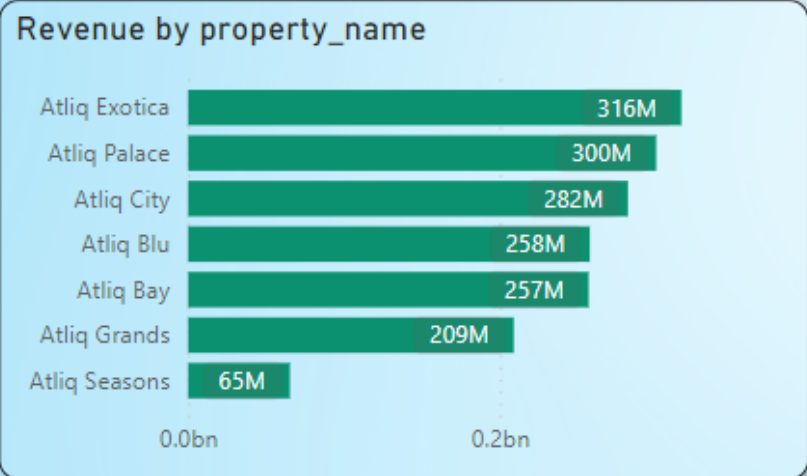 Revenue by property_name
Atliq Exotica 316M
Atliq Palace 300M
Atliq City 282M
Atliq Blu 258M
Atliq Bay 257M
Atliq Grands 209M
Atliq Seasons 65M
0.0bn 0.2bn